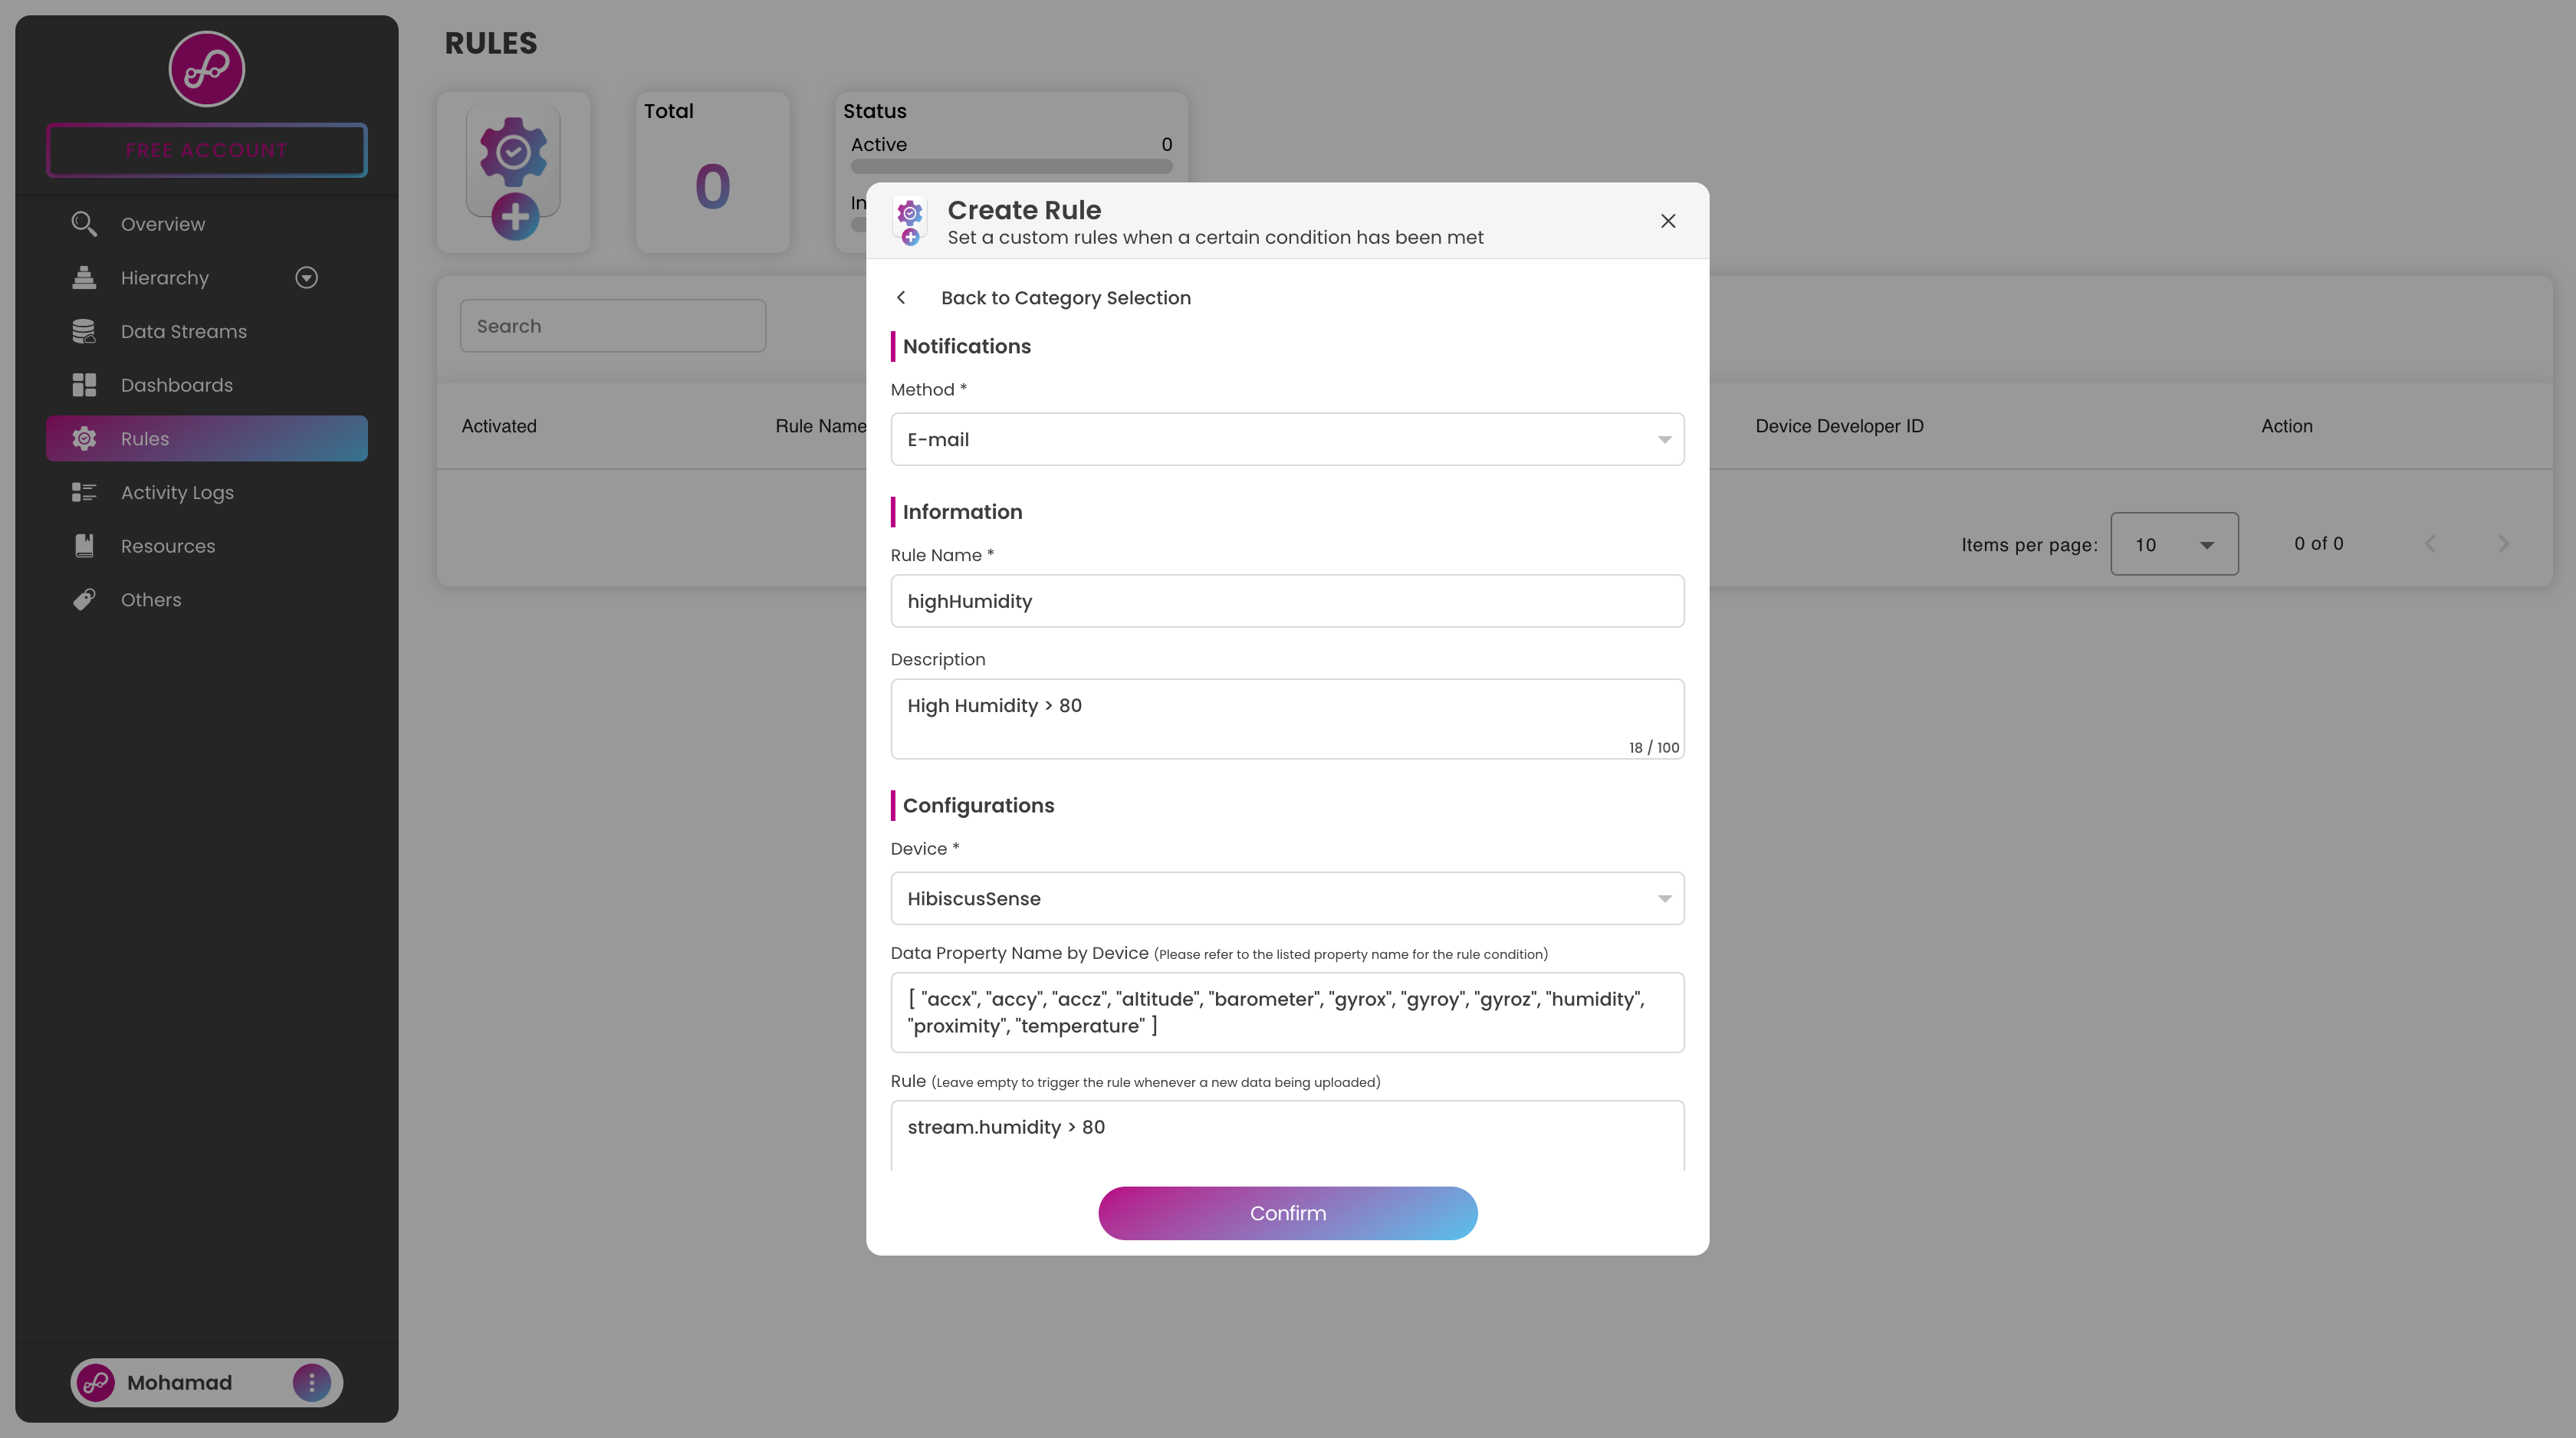 FREE ACCOUNT
Overview
Hierarchy
Data Streams
Dashboards
Rules
Activity Logs
Resources
Others
Mohamad
RULES
Total
0
Status
Active 0
In
Search
Activated Rule Name Device Developer ID Action
Items per page: 10 0 of 0
Create Rule
Set a custom rules when a certain condition has been met
Back to Category Selection
Notifications
Method *
E-mail
Information
Rule Name *
highHumidity
Description
High Humidity > 80
18 / 100
Configurations
Device *
HibiscusSense
Data Property Name by Device (Please refer to the listed property name for the rule condition)
[ "accx", "accy", "accz", "altitude", "barometer", "gyrox", "gyroy", "gyroz", "humidity",
"proximity", "temperature" ]
Rule (Leave empty to trigger the rule whenever a new data being uploaded)
stream.humidity > 80
Confirm